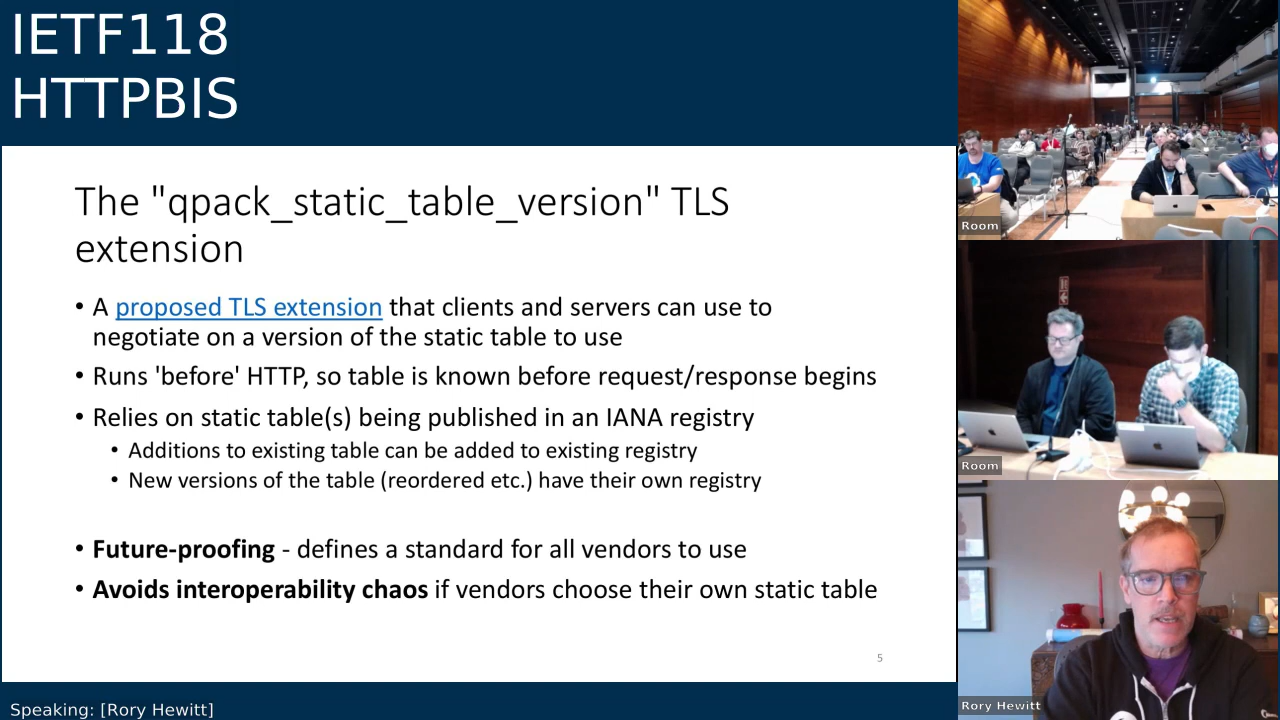 IETF118
HTTPBIS
The "qpack_static_table_version" TLS
extension
• A proposed TLS extension that clients and servers can use to
negotiate on a version of the static table to use
• Runs 'before' HTTP, so table is known before request/response begins
• Relies on static table(s) being published in an IANA registry
• Additions to existing table can be added to existing registry
• New versions of the table (reordered etc.) have their own registry
• Future-proofing - defines a standard for all vendors to use
• Avoids interoperability chaos if vendors choose their own static table
5
Speaking: [Rory Hewitt]
Room
Room
Rory Hewitt